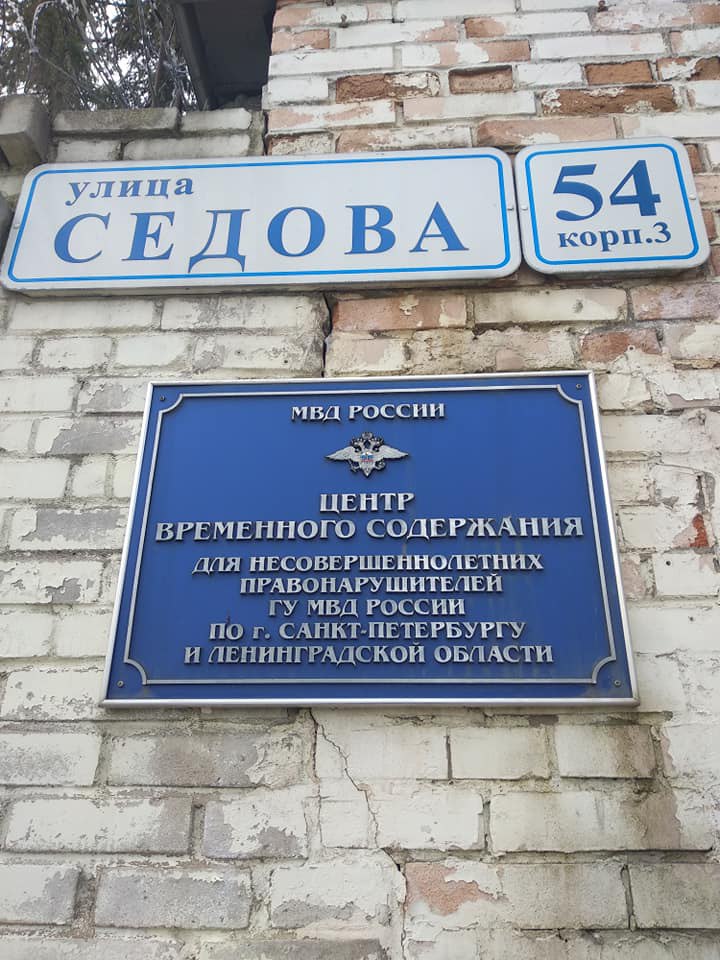 улица
СЕДОВА
54
корп.3
МВД РОССИИ
ЦЕНТР
ВРЕМЕННОГО СОДЕРЖАНИЯ
ДЛЯ НЕСОВЕРШЕННОЛЕТНИХ
ПРАВОНАРУШИТЕЛЕЙ
ГУ МВД РОССИИ
ПО г. САНКТ-ПЕТЕРБУРГУ
И ЛЕНИНГРАДСКОЙ ОБЛАСТИ